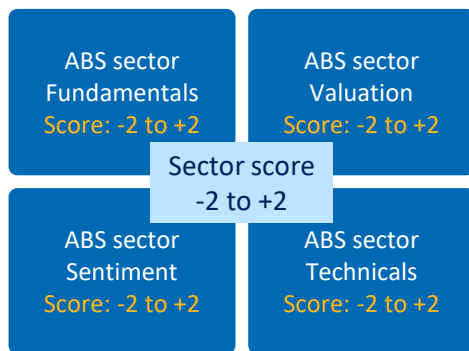 ABS sector
Fundamentals
Score: -2 to +2
ABS sector
Valuation
Score: -2 to +2
Sector score
-2 to +2
ABS sector
Sentiment
Score: -2 to +2
ABS sector
Technicals
Score: -2 to +2